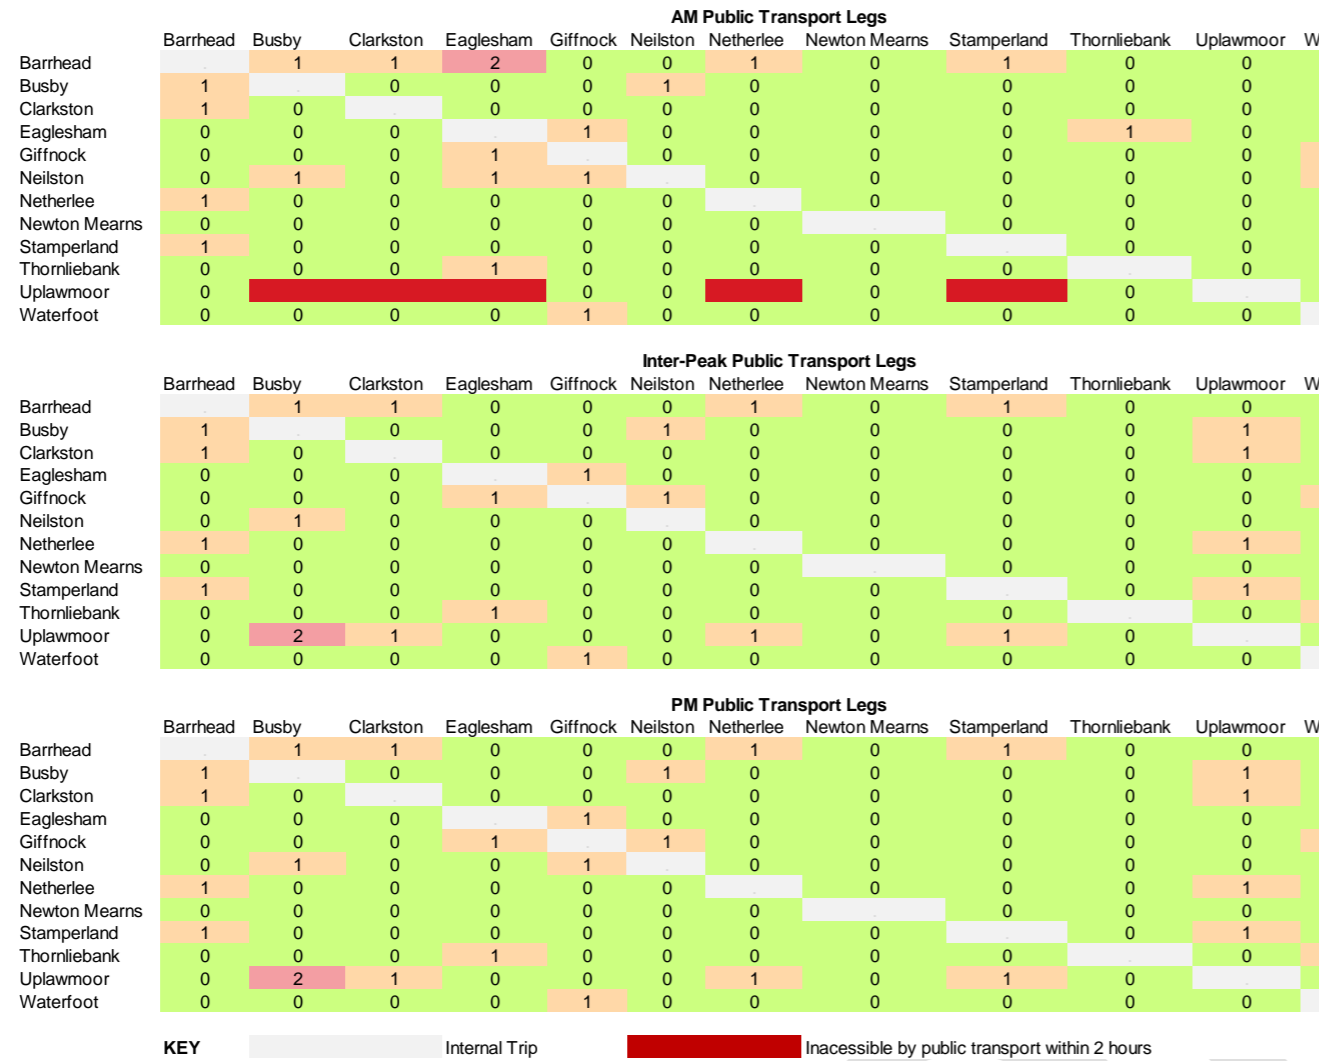 AM Public Transport Legs
Barrhead Busby Clarkston Eaglesham Giffnock Neilston Netherlee Newton Mearns Stamperland Thornliebank Uplawmoor W
Barrhead . 1 1 2 0 0 1 0 1 0 0
Busby 1 . 0 0 0 1 0 0 0 0 0
Clarkston 1 0 . 0 0 0 0 0 0 0 0
Eaglesham 0 0 0 . 1 0 0 0 0 1 0
Giffnock 0 0 0 1 . 0 0 0 0 0 0
Neilston 0 1 0 1 1 . 0 0 0 0 0
Netherlee 1 0 0 0 0 0 . 0 0 0 0
Newton Mearns 0 0 0 0 0 0 0 . 0 0 0
Stamperland 1 0 0 0 0 0 0 0 . 0 0
Thornliebank 0 0 0 1 0 0 0 0 0 . 0
Uplawmoor 0 0 0 0 0 .
Waterfoot 0 0 0 0 1 0 0 0 0 0 0
Inter-Peak Public Transport Legs
Barrhead Busby Clarkston Eaglesham Giffnock Neilston Netherlee Newton Mearns Stamperland Thornliebank Uplawmoor W
Barrhead . 1 1 0 0 0 1 0 1 0 0
Busby 1 . 0 0 0 1 0 0 0 0 1
Clarkston 1 0 . 0 0 0 0 0 0 0 1
Eaglesham 0 0 0 . 1 0 0 0 0 0 0
Giffnock 0 0 0 1 . 1 0 0 0 0 0
Neilston 0 1 0 0 0 . 0 0 0 0 0
Netherlee 1 0 0 0 0 0 . 0 0 0 1
Newton Mearns 0 0 0 0 0 0 0 . 0 0 0
Stamperland 1 0 0 0 0 0 0 0 . 0 1
Thornliebank 0 0 0 1 0 0 0 0 0 . 0
Uplawmoor 0 2 1 0 0 0 1 0 1 0 .
Waterfoot 0 0 0 0 1 0 0 0 0 0 0
PM Public Transport Legs
Barrhead Busby Clarkston Eaglesham Giffnock Neilston Netherlee Newton Mearns Stamperland Thornliebank Uplawmoor W
Barrhead . 1 1 0 0 0 1 0 1 0 0
Busby 1 . 0 0 0 1 0 0 0 0 1
Clarkston 1 0 . 0 0 0 0 0 0 0 1
Eaglesham 0 0 0 . 1 0 0 0 0 0 0
Giffnock 0 0 0 1 . 1 0 0 0 0 0
Neilston 0 1 0 0 1 . 0 0 0 0 0
Netherlee 1 0 0 0 0 0 . 0 0 0 1
Newton Mearns 0 0 0 0 0 0 0 . 0 0 0
Stamperland 1 0 0 0 0 0 0 0 . 0 1
Thornliebank 0 0 0 1 0 0 0 0 0 . 0
Uplawmoor 0 2 1 0 0 0 1 0 1 0 .
Waterfoot 0 0 0 0 1 0 0 0 0 0 0
KEY Internal Trip Inacessible by public transport within 2 hours